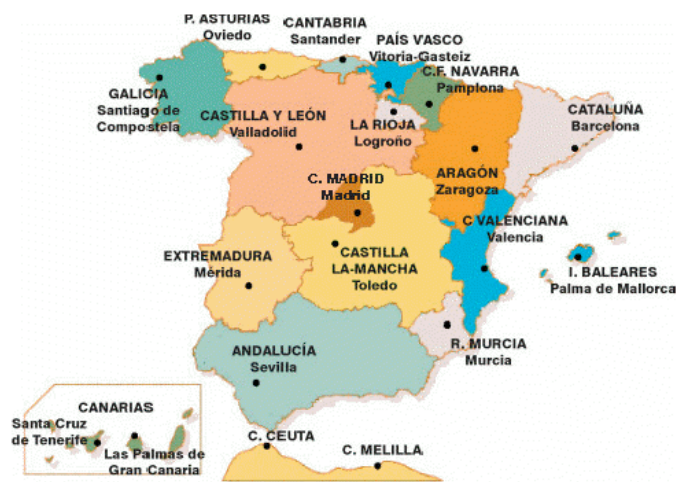 P. ASTURIAS
Oviedo
CANTABRIA
Santander
PAÍS VASCO
Vitoria-Gasteiz
C.F. NAVARRA
Pamplona
GALICIA
Santiago de
Compostela
CASTILLA Y LEÓN
Valladolid
LA RIOJA
Logroño
CATALUÑA
Barcelona
ARAGÓN
Zaragoza
C. MADRID
Madrid
C VALENCIANA
Valencia
EXTREMADURA
Mérida
CASTILLA
LA-MANCHA
Toledo
I. BALEARES
Palma de Mallorca
R. MURCIA
Murcia
ANDALUCÍA
Sevilla
CANARIAS
Santa Cruz
de Tenerife
Las Palmas de
Gran Canaria
C. CEUTA
C. MELILLA